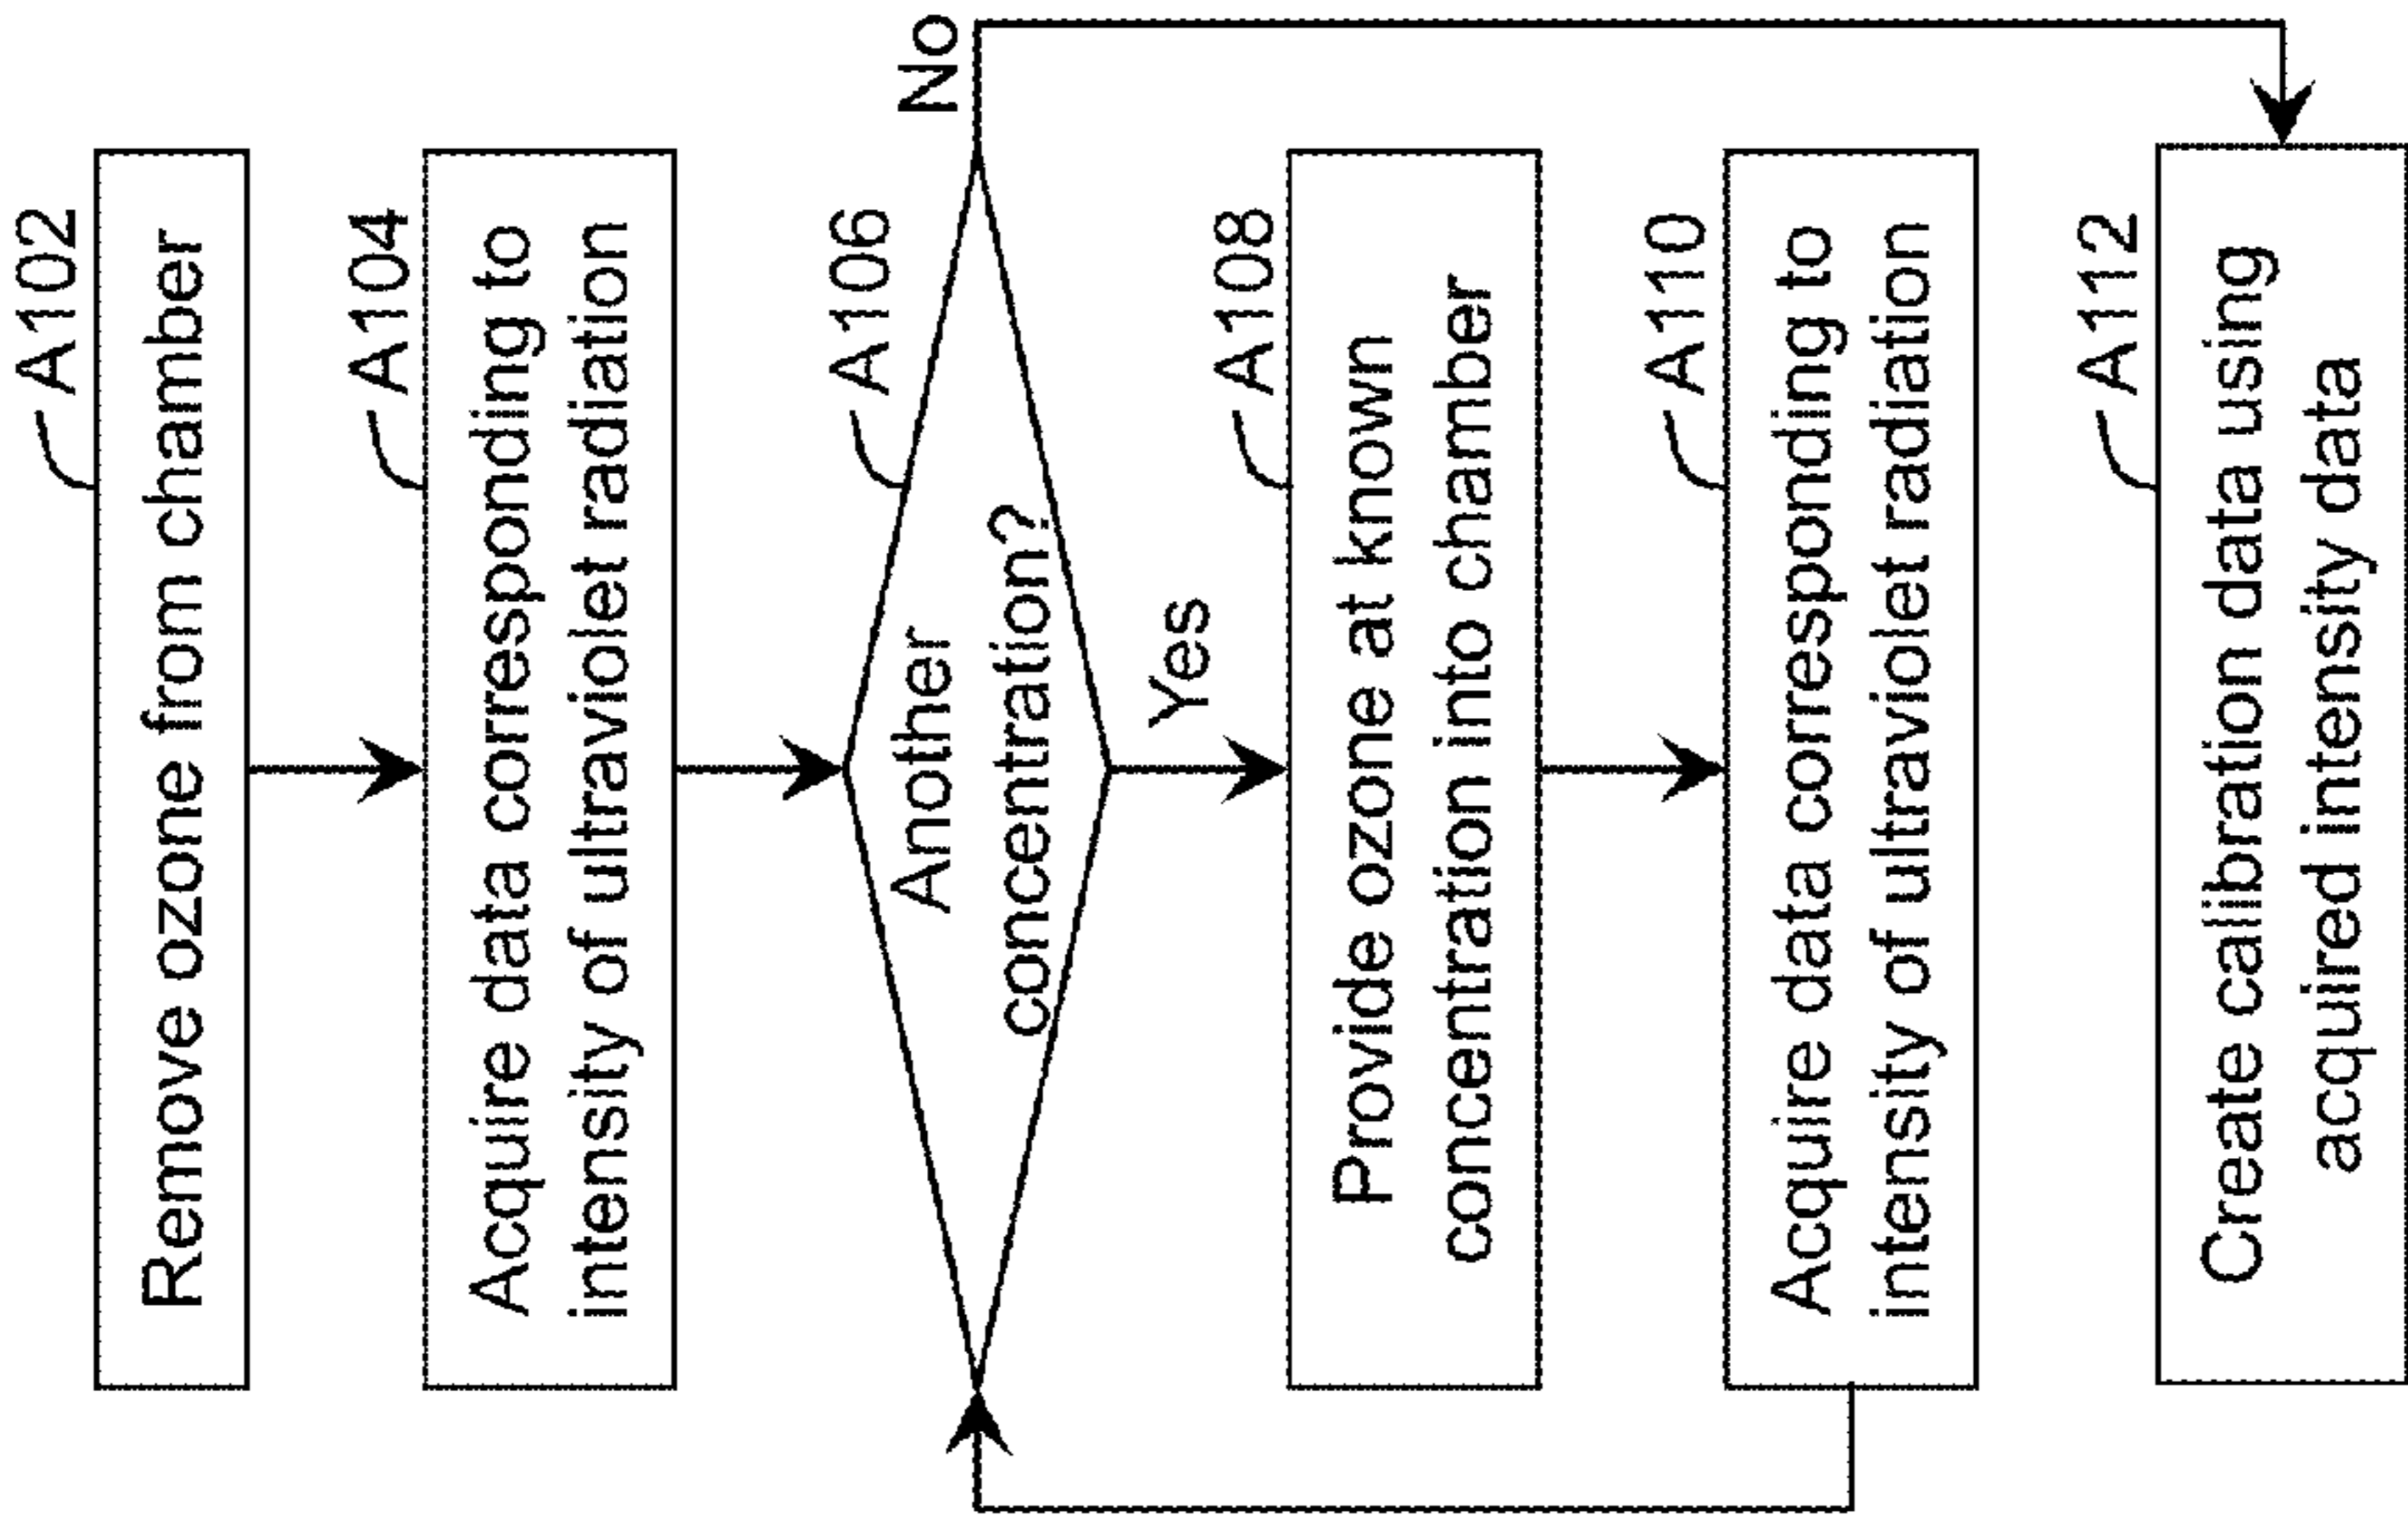 A102
Remove ozone from chamber
A104
Acquire data corresponding to
intensity of ultraviolet radiation
A106
Another
concentration?
No
Yes
A108
Provide ozone at known
concentration into chamber
A110
Acquire data corresponding to
intensity of ultraviolet radiation
A112
Create calibration data using
acquired intensity data